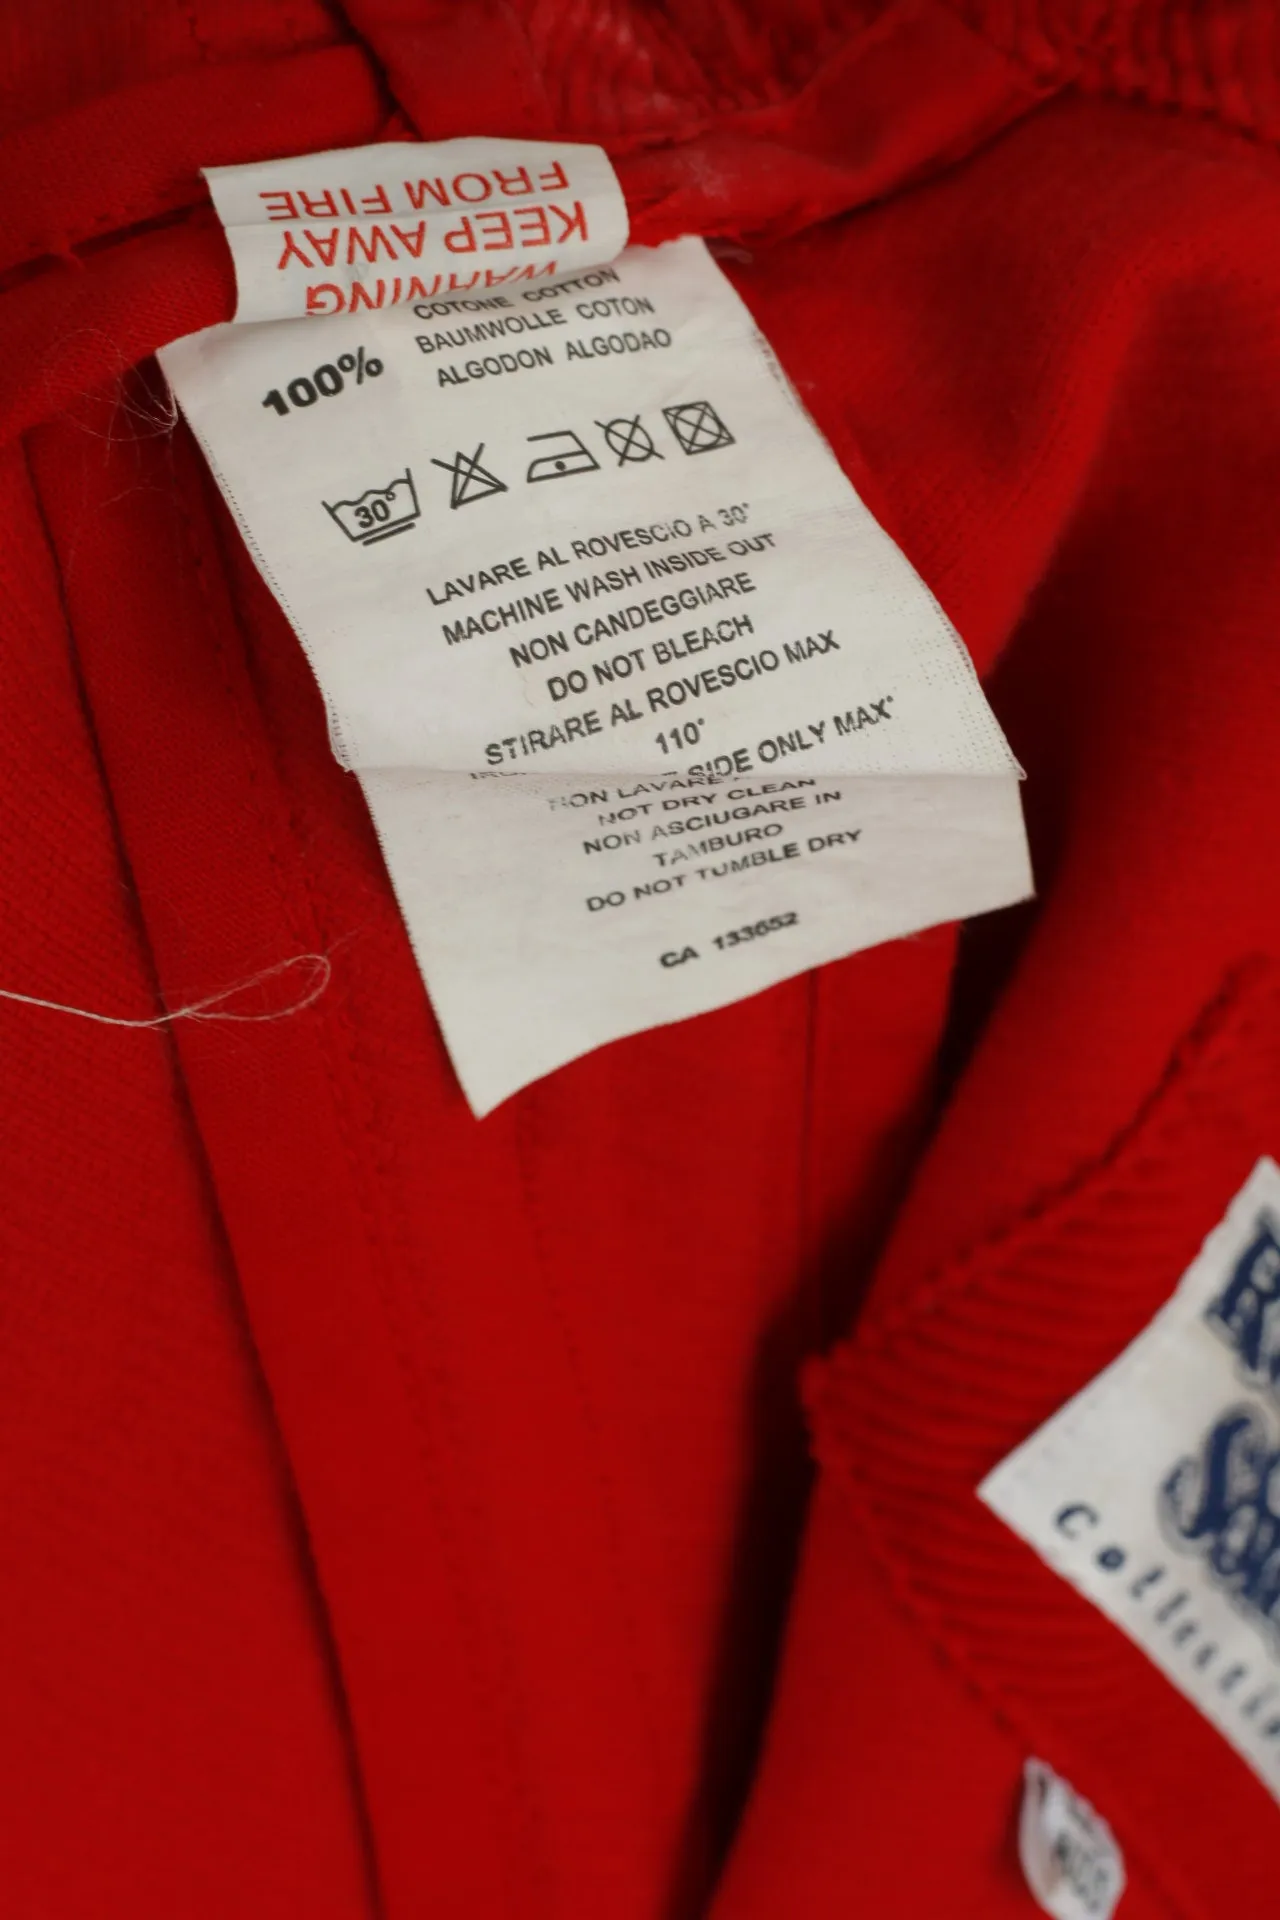 WARNING
KEEP AWAY
FROM FIRE
100%
COTONE COTTON
BAUMWOLLE COTON
ALGODON ALGODAO
30°
LAVARE AL ROVESCIO A 30°
MACHINE WASH INSIDE OUT
NON CANDEGGIARE
DO NOT BLEACH
STIRARE AL ROVESCIO MAX
110°
SIDE ONLY MAX°
NON LAVARE
NOT DRY CLEAN
NON ASCIUGARE IN
TAMBURO
DO NOT TUMBLE DRY
CA 133652